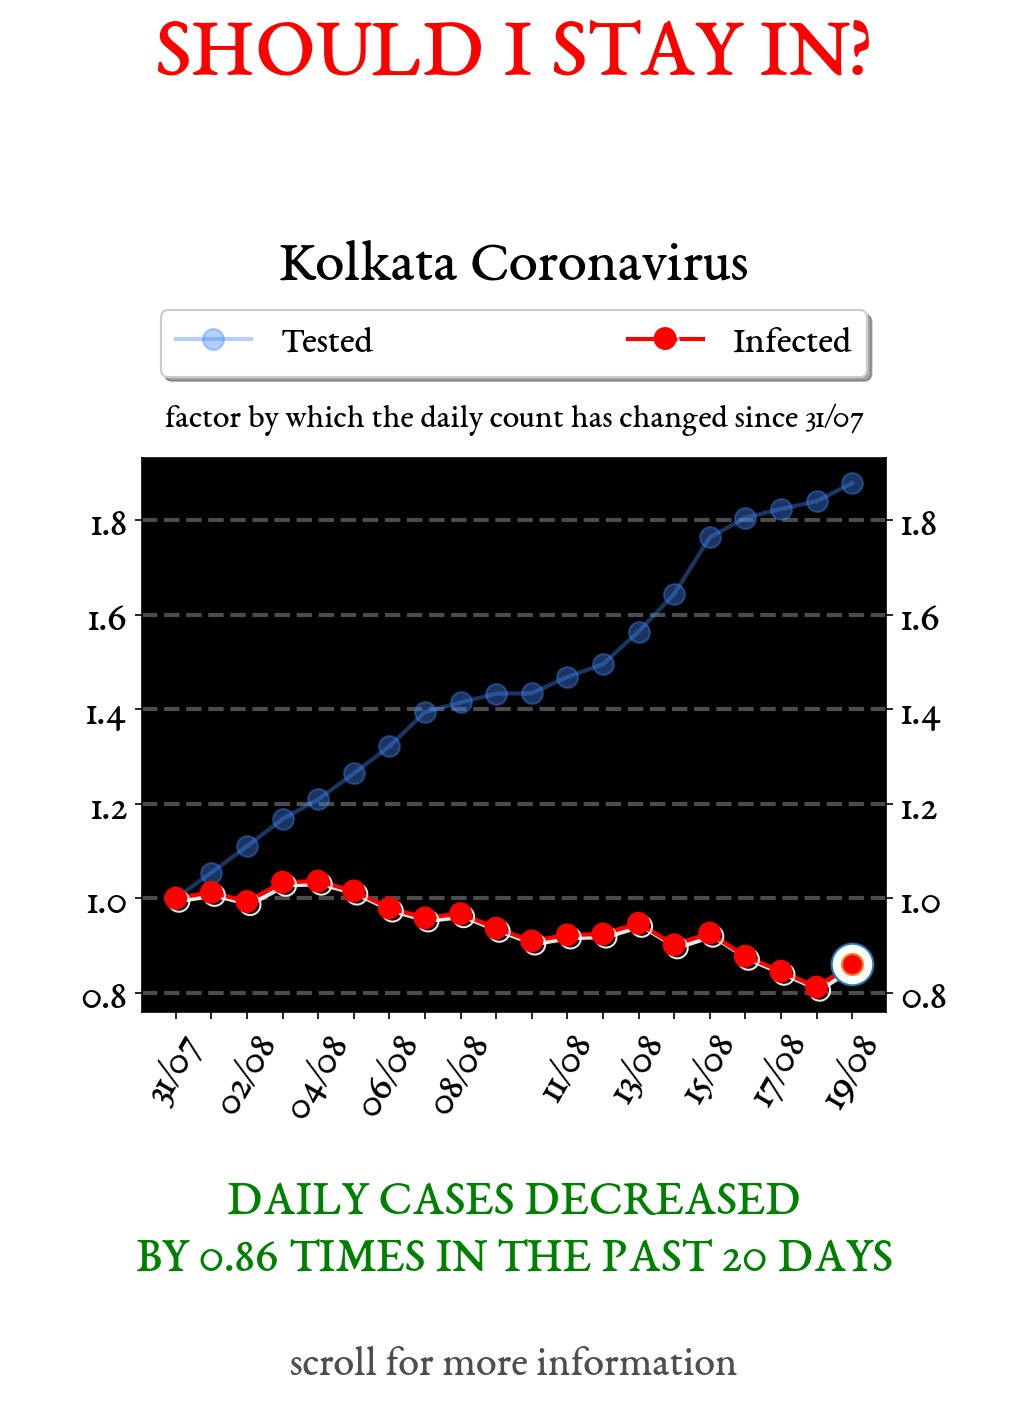 SHOULD I STAY IN?
Kolkata Coronavirus
Tested Infected
factor by which the daily count has changed since 31/07
1.8 1.8
1.6 1.6
1.4 1.4
1.2 1.2
1.0 1.0
0.8 0.8
31/07 02/08 04/08 06/08 08/08 11/08 13/08 15/08 17/08 19/08
DAILY CASES DECREASED
BY 0.86 TIMES IN THE PAST 20 DAYS
scroll for more information